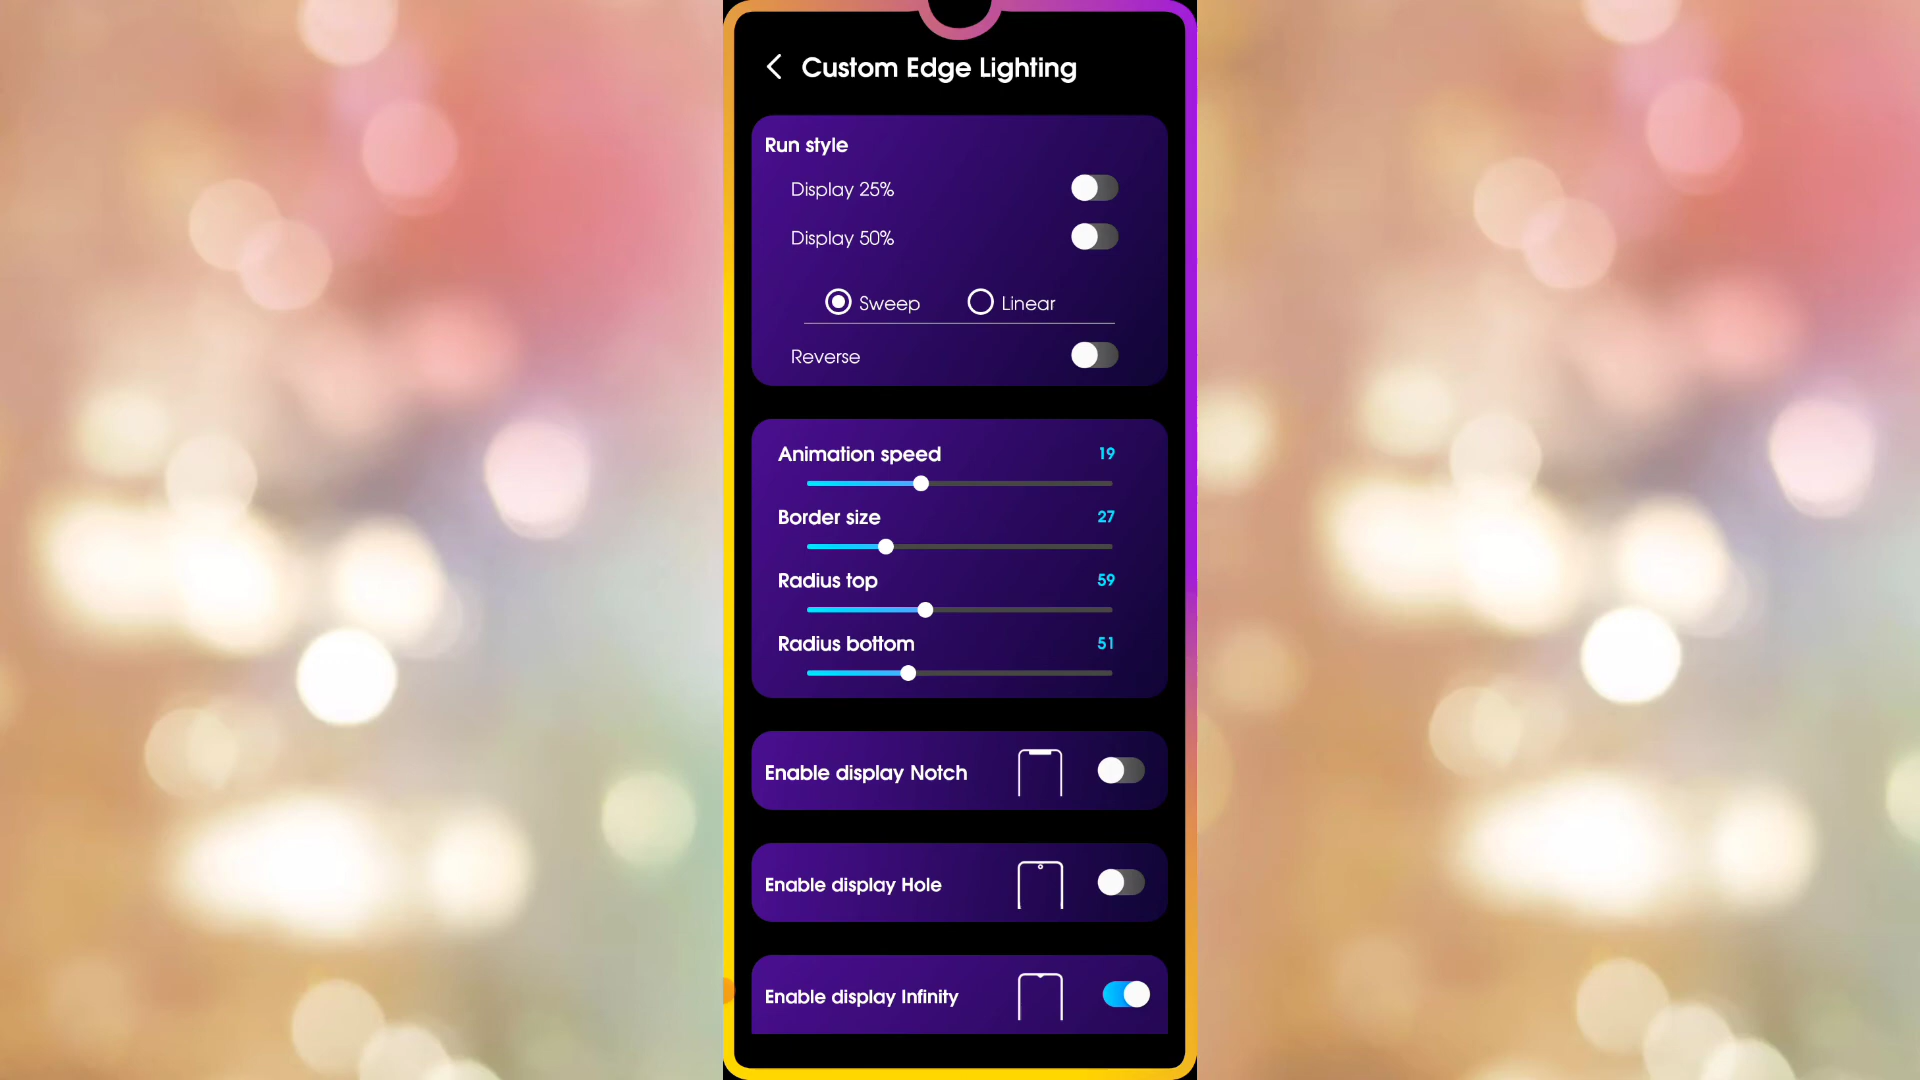 Custom Edge Lighting
Run style
Display 25%
Display 50%
Sweep Linear
Reverse
Animation speed 19
Border size 27
Radius top 59
Radius bottom 51
Enable display Notch
Enable display Hole
Enable display Infinity